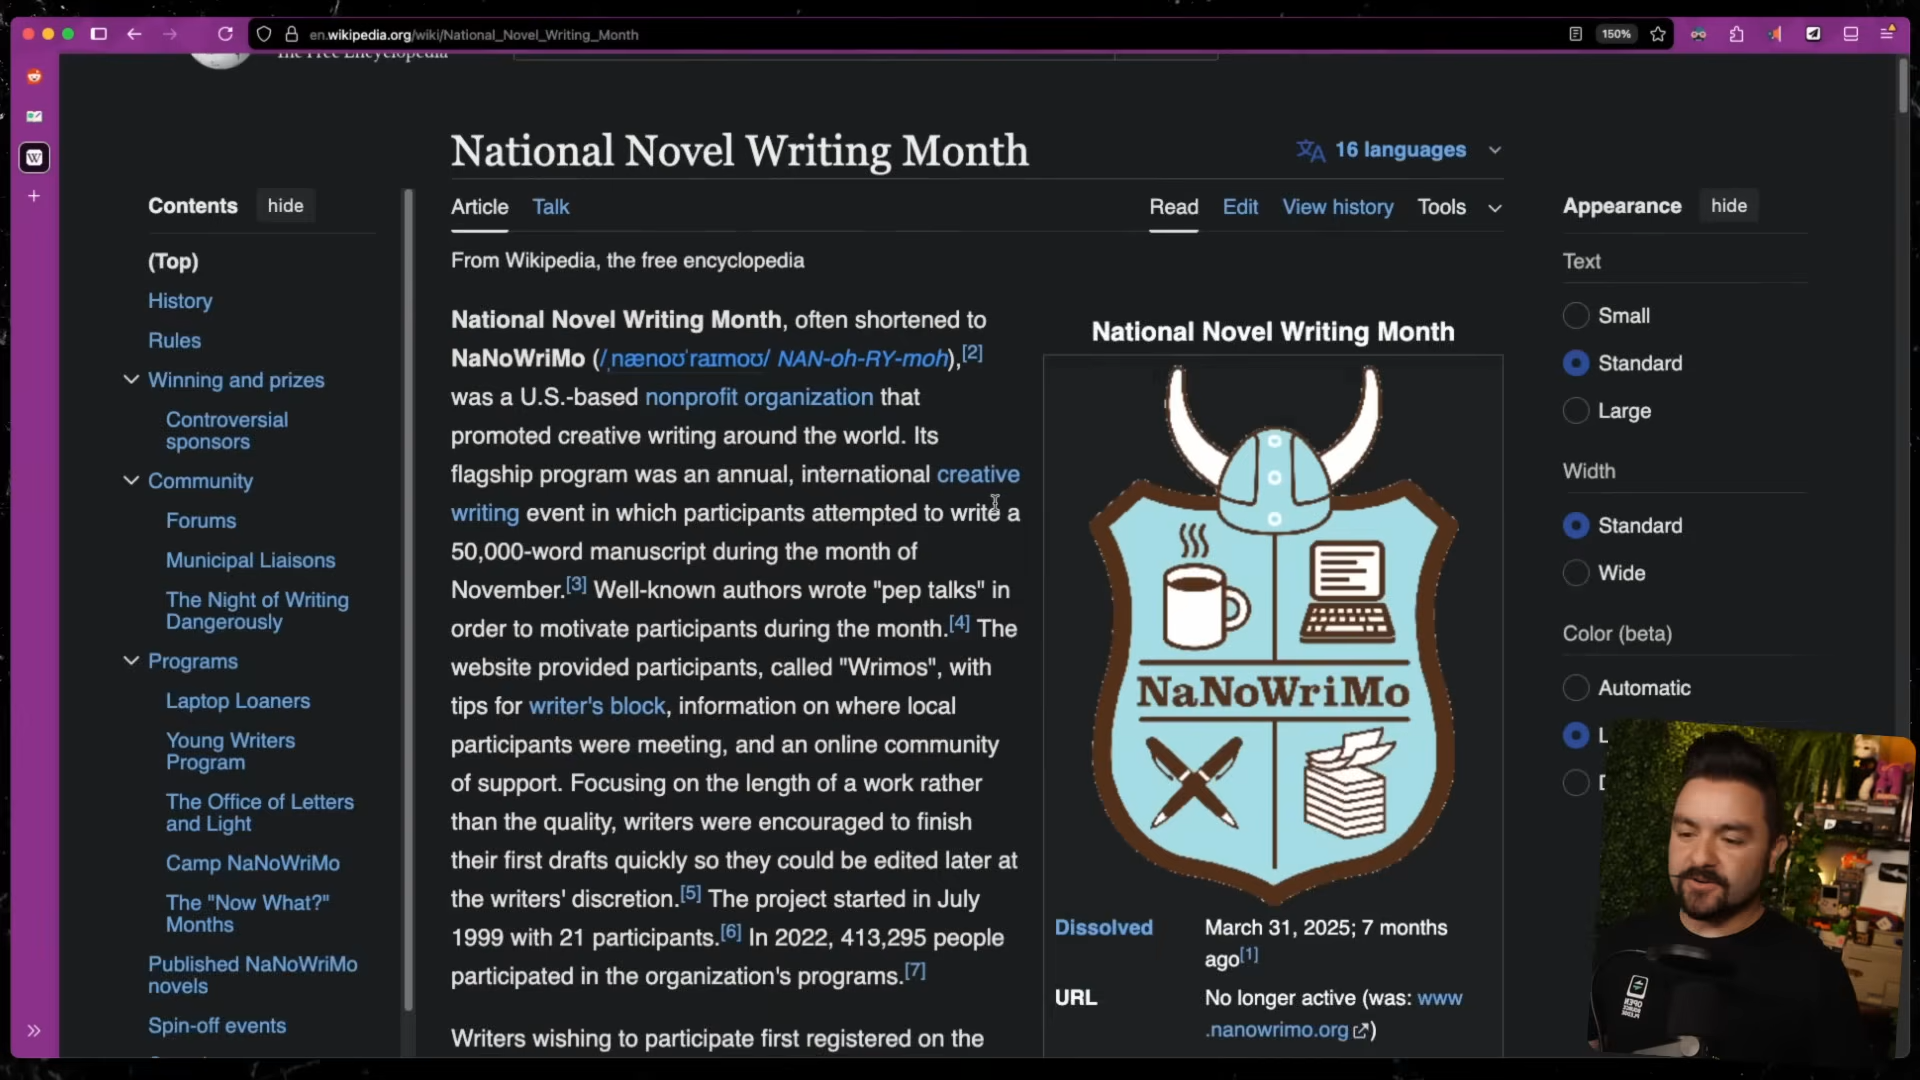 en.wikipedia.org/wiki/National_Novel_Writing_Month
150%
The Free Encyclopedia
National Novel Writing Month
16 languages
Contents
hide
Article
Talk
Read
Edit
View history
Tools
Appearance
hide
(Top)
History
Rules
Winning and prizes
Controversial
sponsors
Community
Forums
Municipal Liaisons
The Night of Writing
Dangerously
Programs
Laptop Loaners
Young Writers
Program
The Office of Letters
and Light
Camp NaNoWriMo
The "Now What?"
Months
Published NaNoWriMo
novels
Spin-off events
From Wikipedia, the free encyclopedia
National Novel Writing Month, often shortened to
NaNoWriMo (/ˌnænoʊˈraɪmoʊ/ NAN-oh-RY-moh),[2]
was a U.S.-based nonprofit organization that
promoted creative writing around the world. Its
flagship program was an annual, international creative
writing event in which participants attempted to write a
50,000-word manuscript during the month of
November.[3] Well-known authors wrote "pep talks" in
order to motivate participants during the month.[4] The
website provided participants, called "Wrimos", with
tips for writer's block, information on where local
participants were meeting, and an online community
of support. Focusing on the length of a work rather
than the quality, writers were encouraged to finish
their first drafts quickly so they could be edited later at
the writers' discretion.[5] The project started in July
1999 with 21 participants.[6] In 2022, 413,295 people
participated in the organization's programs.[7]
Writers wishing to participate first registered on the
National Novel Writing Month
NaNoWriMo
Dissolved
March 31, 2025; 7 months
ago[1]
URL
No longer active (was: www
.nanowrimo.org)
Text
Small
Standard
Large
Width
Standard
Wide
Color (beta)
Automatic
L
D
W